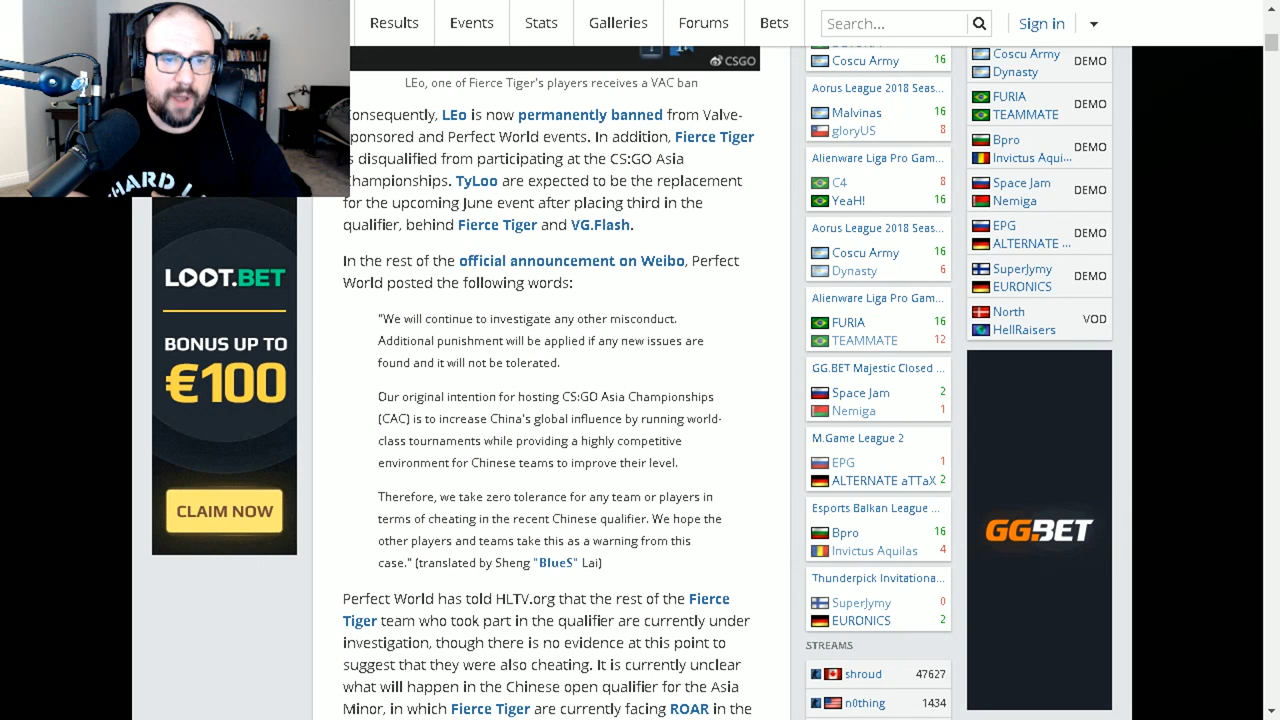 Results Events Stats Galleries Forums Bets Search... Sign in
CSGO
LEo, one of Fierce Tiger's players receives a VAC ban
onsequently, LEo is now permanently banned from Valve-
ponsored and Perfect World events. In addition, Fierce Tiger
s disqualified from participating at the CS:GO Asia
hampionships. TyLoo are expected to be the replacement
for the upcoming June event after placing third in the
qualifier, behind Fierce Tiger and VG.Flash.
In the rest of the official announcement on Weibo, Perfect
World posted the following words:
"We will continue to investigate any other misconduct.
Additional punishment will be applied if any new issues are
found and it will not be tolerated.
Our original intention for hosting CS:GO Asia Championships
(CAC) is to increase China's global influence by running world-
class tournaments while providing a highly competitive
environment for Chinese teams to improve their level.
Therefore, we take zero tolerance for any team or players in
terms of cheating in the recent Chinese qualifier. We hope the
other players and teams take this as a warning from this
case." (translated by Sheng "BlueS" Lai)
Perfect World has told HLTV.org that the rest of the Fierce
Tiger team who took part in the qualifier are currently under
investigation, though there is no evidence at this point to
suggest that they were also cheating. It is currently unclear
what will happen in the Chinese open qualifier for the Asia
Minor, in which Fierce Tiger are currently facing ROAR in the
HARD
LOOT.BET
BONUS UP TO
€100
CLAIM NOW
Coscu Army 16
Aorus League 2018 Seas...
Malvinas 16
gloryUS 8
Alienware Liga Pro Gam...
C4 8
YeaH! 16
Aorus League 2018 Seas...
Coscu Army 16
Dynasty 6
Alienware Liga Pro Gam...
FURIA 16
TEAMMATE 12
GG.BET Majestic Closed ...
Space Jam 2
Nemiga 1
M.Game League 2
EPG 1
ALTERNATE aTTaX 2
Esports Balkan League ...
Bpro 16
Invictus Aquilas 4
Thunderpick Invitationa...
SuperJymy 0
EURONICS 2
STREAMS
shroud 47627
n0thing 1434
Coscu Army
Dynasty DEMO
FURIA
TEAMMATE DEMO
Bpro
Invictus Aqui... DEMO
Space Jam
Nemiga DEMO
EPG
ALTERNATE ... DEMO
SuperJymy
EURONICS DEMO
North
HellRaisers VOD
GG.BET